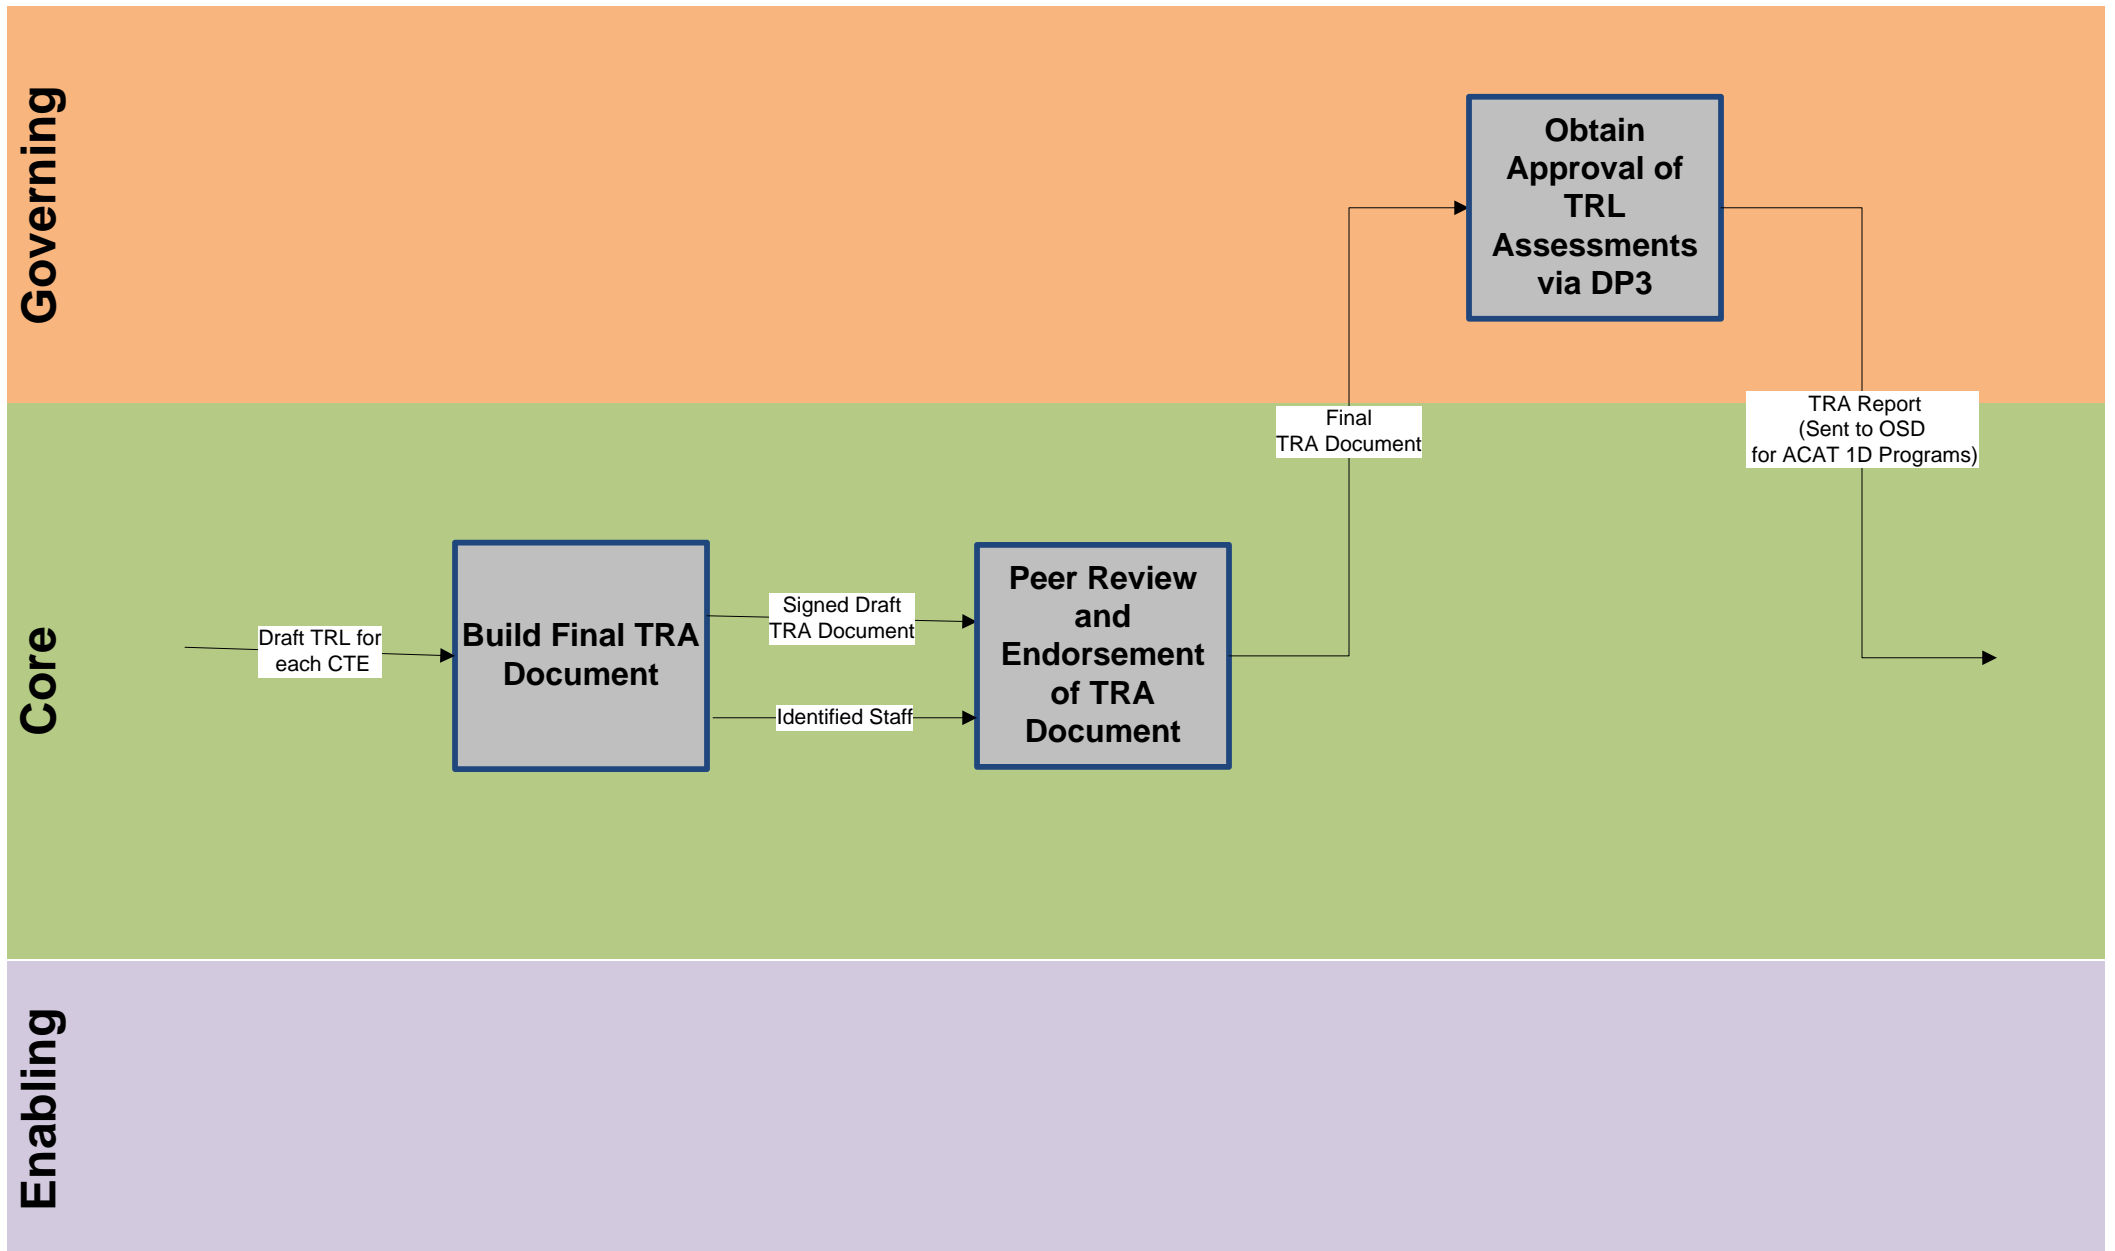 Governing
Obtain
Approval of
TRL
Assessments
via DP3
Final
TRA Document
TRA Report
(Sent to OSD
for ACAT 1D Programs)
Core
Draft TRL for
each CTE
Build Final TRA
Document
Signed Draft
TRA Document
Identified Staff
Peer Review
and
Endorsement
of TRA
Document
Enabling